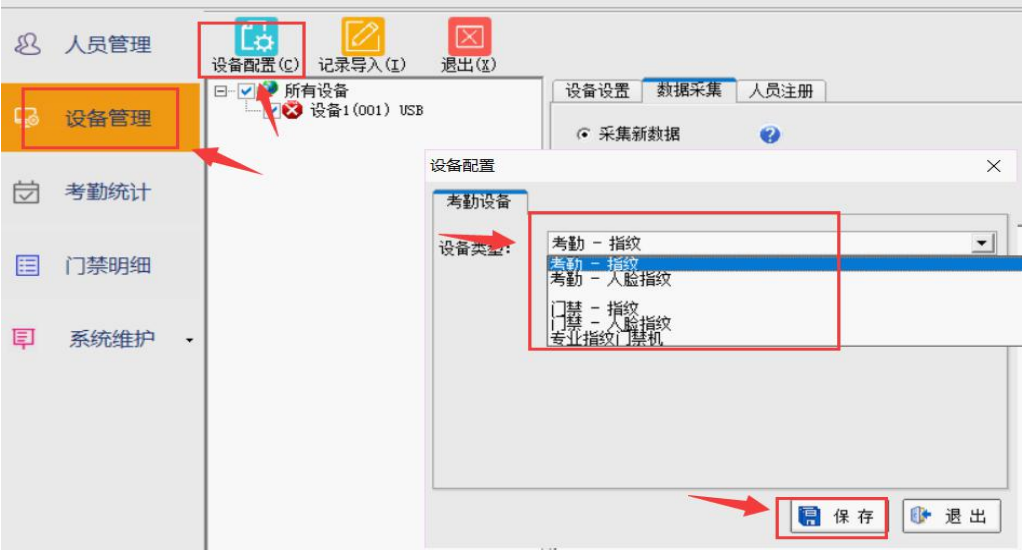 人员管理
设备管理
考勤统计
门禁明细
系统维护
设备配置(C) 记录导入(I) 退出(X)
所有设备
设备1(001) USB
设备设置 数据采集 人员注册
采集新数据
设备配置
考勤设备
设备类型:
考勤 - 指纹
考勤 - 指纹
考勤 - 人脸指纹
门禁 - 指纹
门禁 - 人脸指纹
专业指纹门禁机
保存 退出